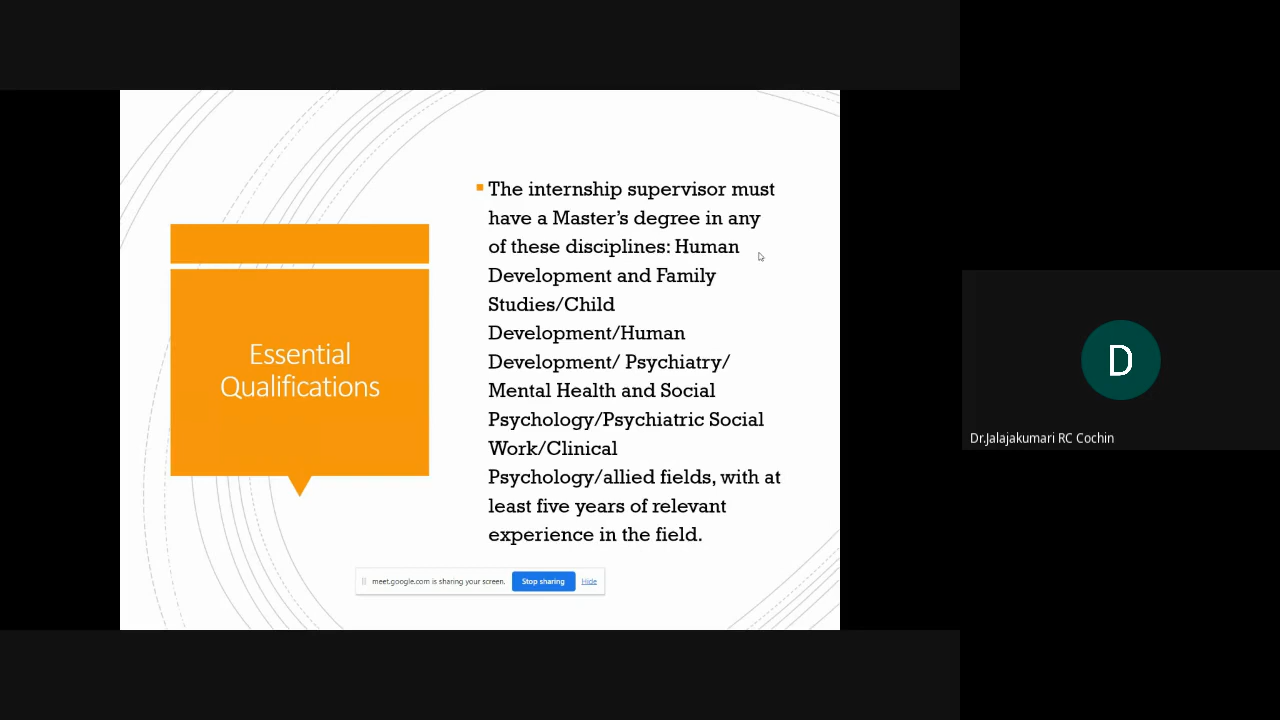 Essential
Qualifications
The internship supervisor must
have a Master’s degree in any
of these disciplines: Human
Development and Family
Studies/Child
Development/Human
Development/ Psychiatry/
Mental Health and Social
Psychology/Psychiatric Social
Work/Clinical
Psychology/allied fields, with at
least five years of relevant
experience in the field.
meet.google.com is sharing your screen. Stop sharing Hide
D
Dr.Jalajakumari RC Cochin